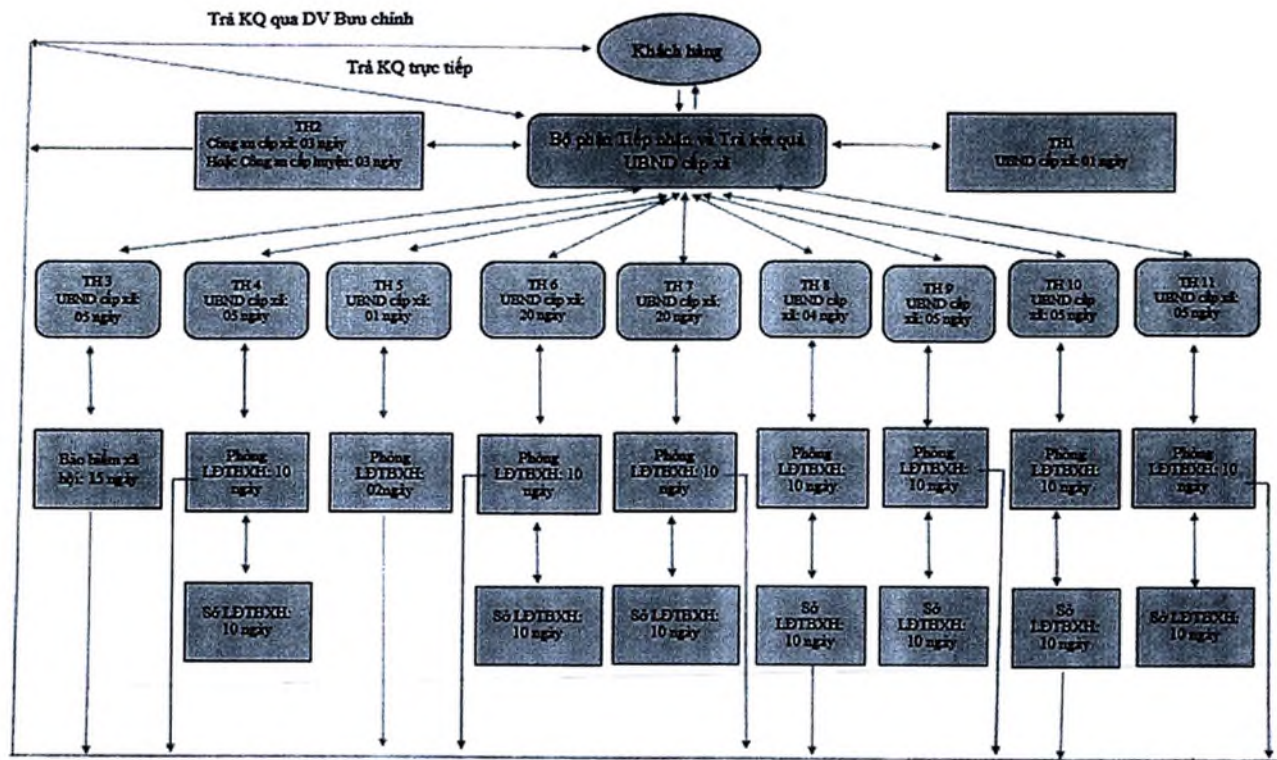 Trả KQ qua DV Bưu chính
Khách hàng
Trả KQ trực tiếp
TH2
Công an cấp xã: 03 ngày
Hoặc Công an cấp huyện: 03 ngày
Bộ phận Tiếp nhận và Trả kết quả
UBND cấp xã
TH1
UBND cấp xã: 01 ngày
TH 3
UBND cấp xã:
05 ngày
TH 4
UBND cấp xã:
05 ngày
TH 5
UBND cấp xã:
01 ngày
TH 6
UBND cấp xã:
20 ngày
TH 7
UBND cấp xã:
20 ngày
TH 8
UBND cấp
xã: 04 ngày
TH 9
UBND cấp
xã: 05 ngày
TH 10
UBND cấp
xã: 05 ngày
TH 11
UBND cấp xã:
05 ngày
Bảo hiểm xã
hội: 15 ngày
Phòng
LĐTBXH: 10
ngày
Phòng
LĐTBXH:
02ngày
Phòng
LĐTBXH: 10
ngày
Phòng
LĐTBXH: 10
ngày
Phòng
LĐTBXH:
10 ngày
Phòng
LĐTBXH:
10 ngày
Phòng
LĐTBXH:
10 ngày
Phòng
LĐTBXH: 10
ngày
Sở LĐTBXH:
10 ngày
Sở LĐTBXH:
10 ngày
Sở LĐTBXH:
10 ngày
Sở
LĐTBXH:
10 ngày
Sở
LĐTBXH:
10 ngày
Sở
LĐTBXH:
10 ngày
Sở LĐTBXH:
10 ngày